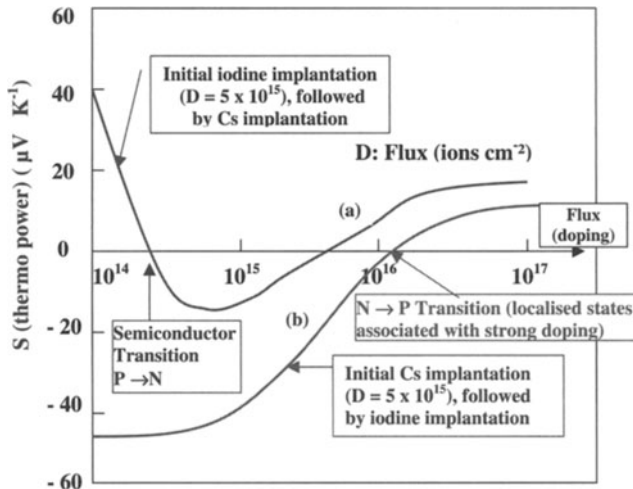 60
40
20
0
- 20
- 40
- 60
S (thermo power) ( μV K⁻¹)
Initial iodine implantation
(D = 5 x 10¹⁵), followed
by Cs implantation
D: Flux (ions cm⁻²)
(a)
Flux
(doping)
10¹⁴
10¹⁵
10¹⁶
10¹⁷
(b)
Semiconductor
Transition
P →N
N → P Transition (localised states
associated with strong doping)
Initial Cs implantation
(D = 5 x 10¹⁵), followed
by iodine implantation